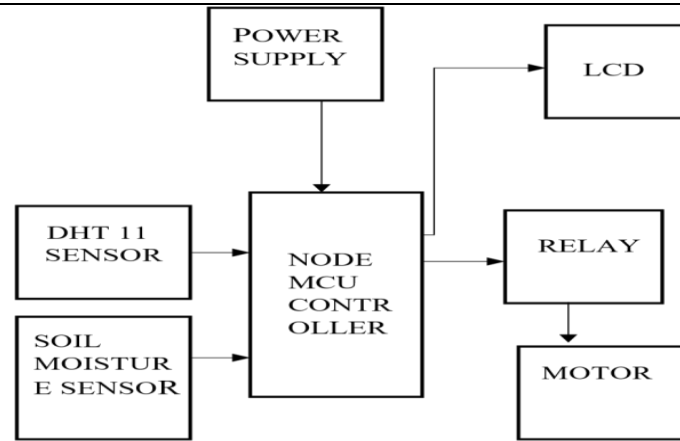 POWER
SUPPLY
LCD
DHT 11
SENSOR
NODE
MCU
CONTR
OLLER
RELAY
SOIL
MOISTUR
E SENSOR
MOTOR